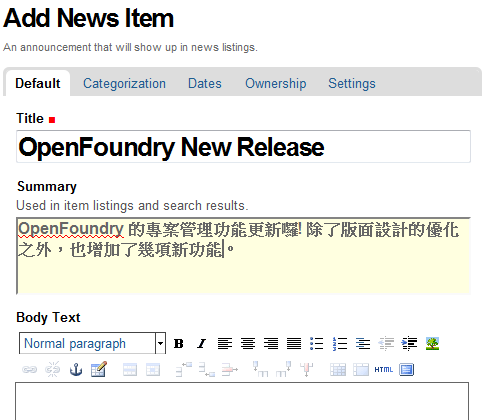 Add News Item
An announcement that will show up in news listings.
Default Categorization Dates Ownership Settings
Title
OpenFoundry New Release
Summary
Used in item listings and search results.
OpenFoundry 的專案管理功能更新囉! 除了版面設計的優化
之外，也增加了幾項新功能。
Body Text
Normal paragraph B I
HTML